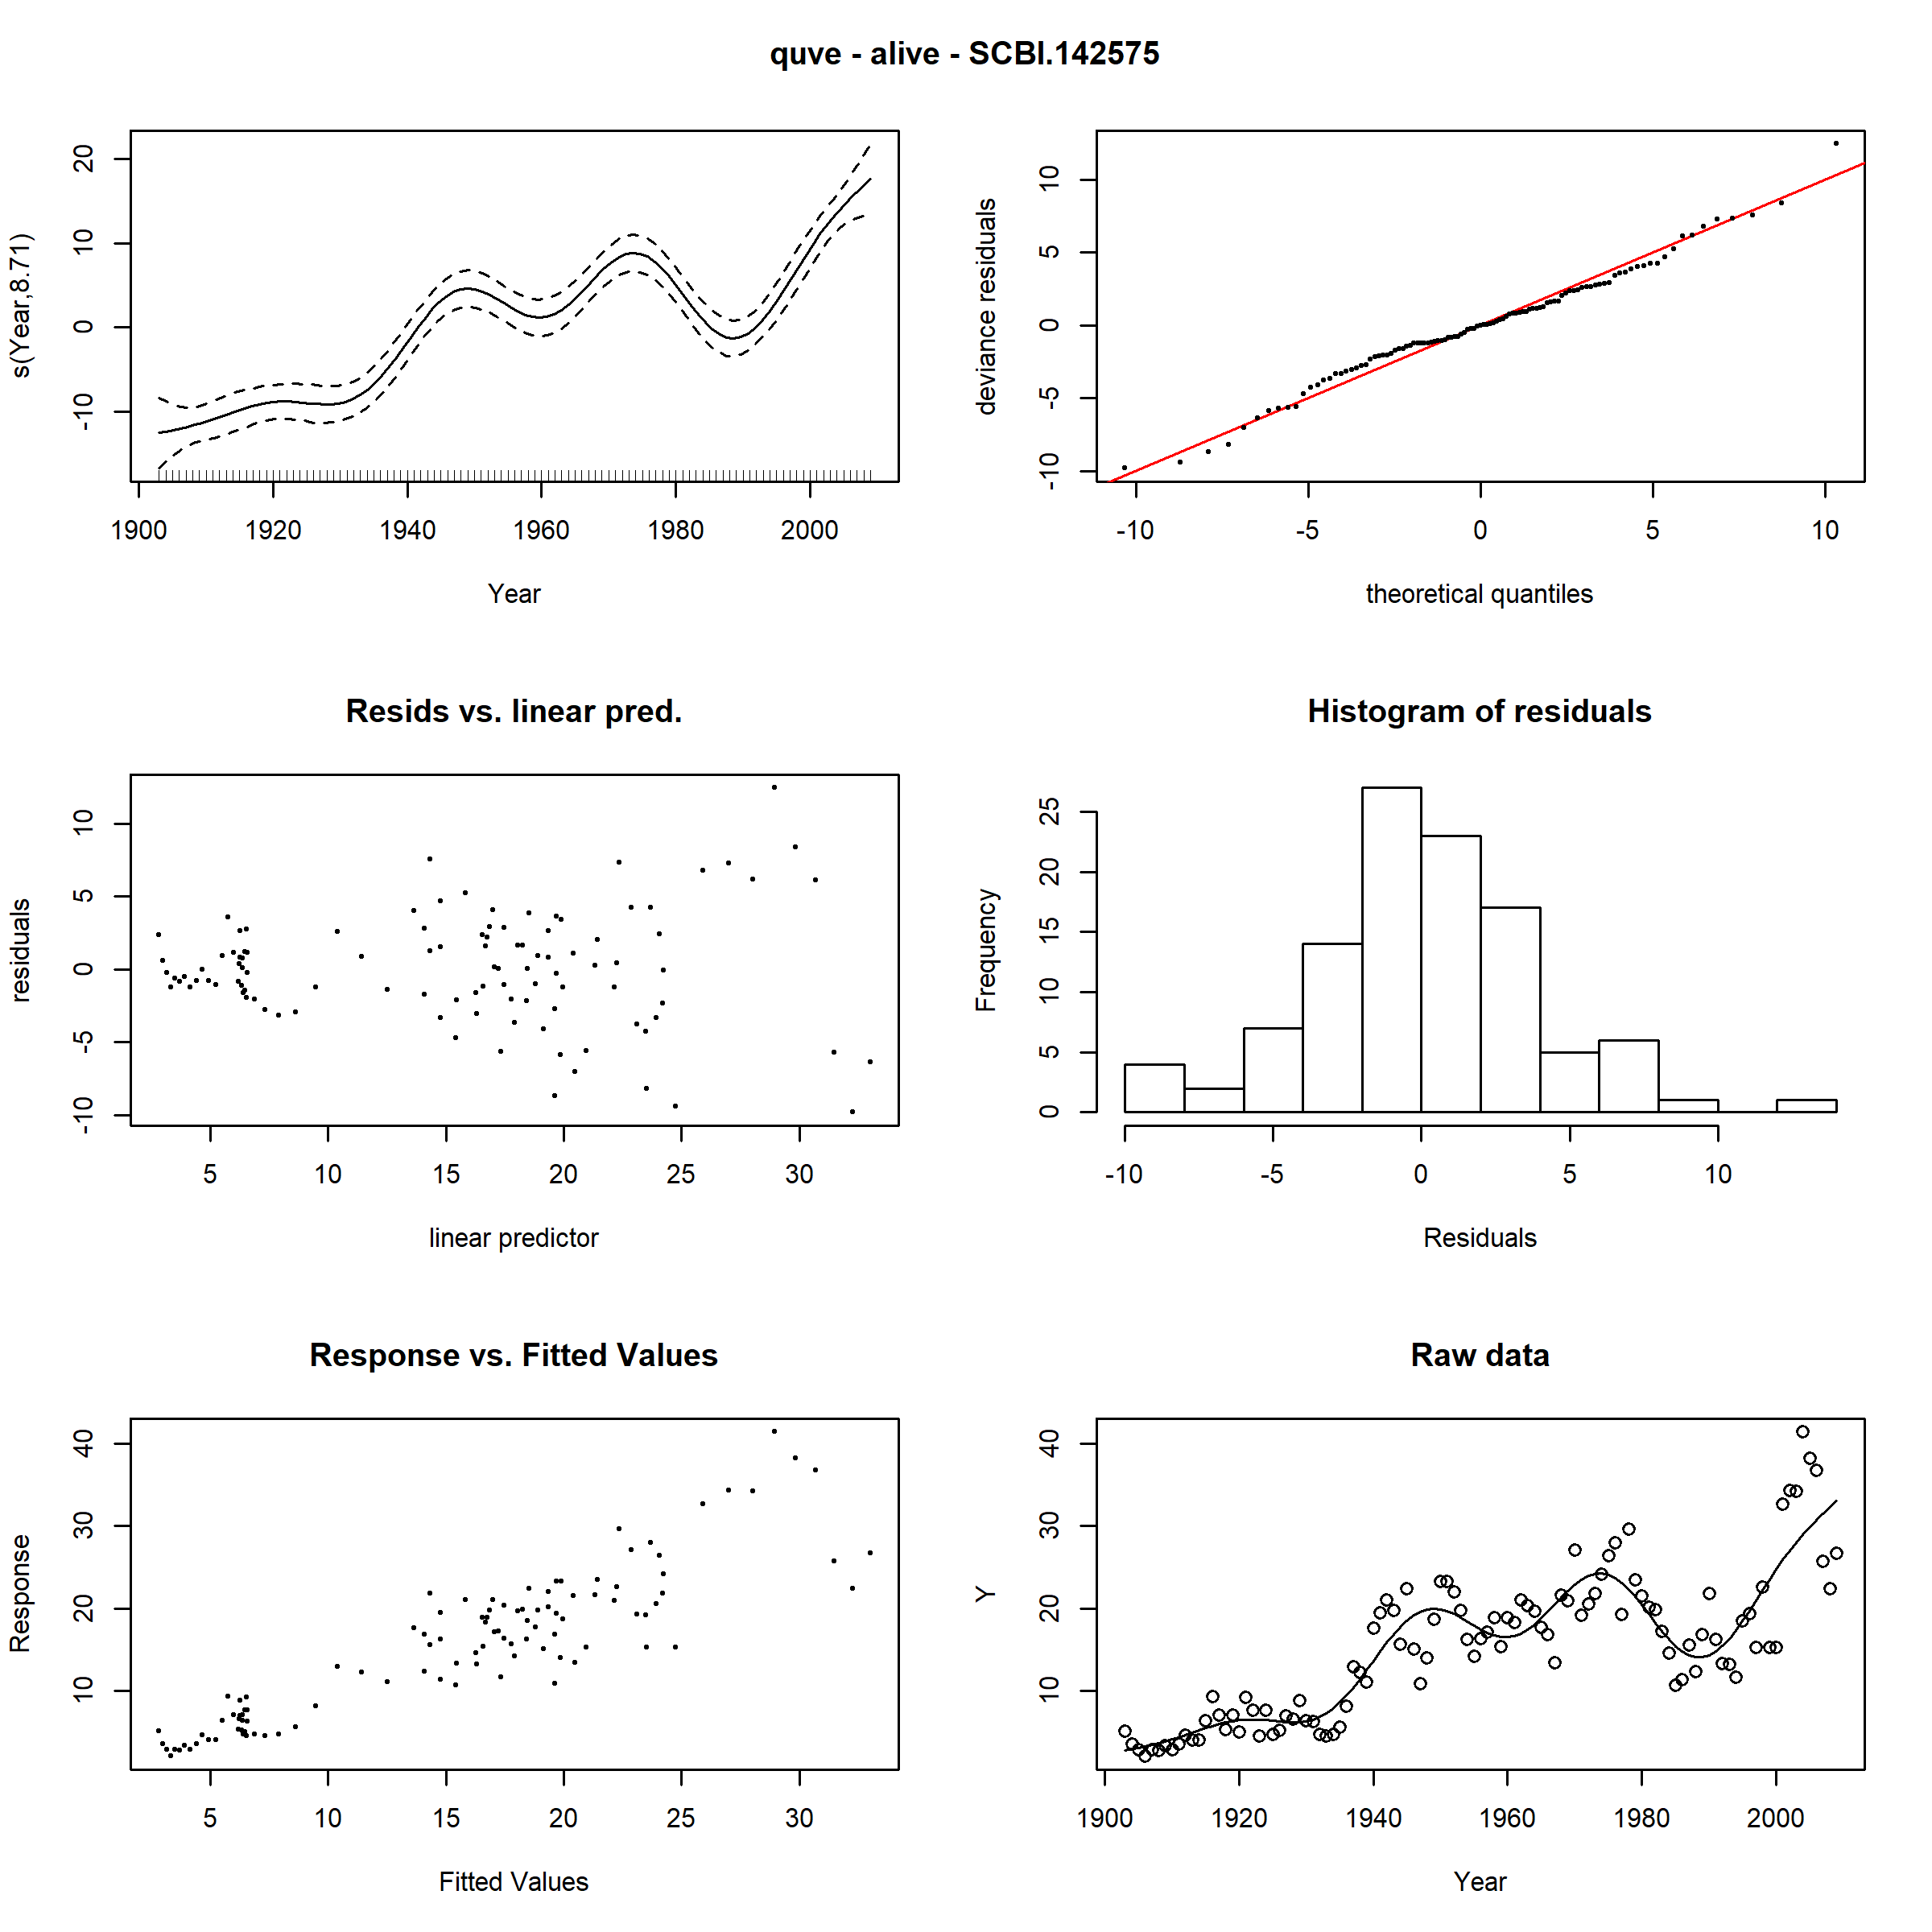 quve - alive - SCBI.142575
s(Year,8.71)
20
10
0
-10
1900 1920 1940 1960 1980 2000
Year
deviance residuals
10
5
0
-5
-10
-10 -5 0 5 10
theoretical quantiles
Resids vs. linear pred.
residuals
10
5
0
-5
-10
5 10 15 20 25 30
linear predictor
Histogram of residuals
Frequency
25
20
15
10
5
0
-10 -5 0 5 10
Residuals
Response vs. Fitted Values
Response
40
30
20
10
5 10 15 20 25 30
Fitted Values
Raw data
Y
40
30
20
10
1900 1920 1940 1960 1980 2000
Year